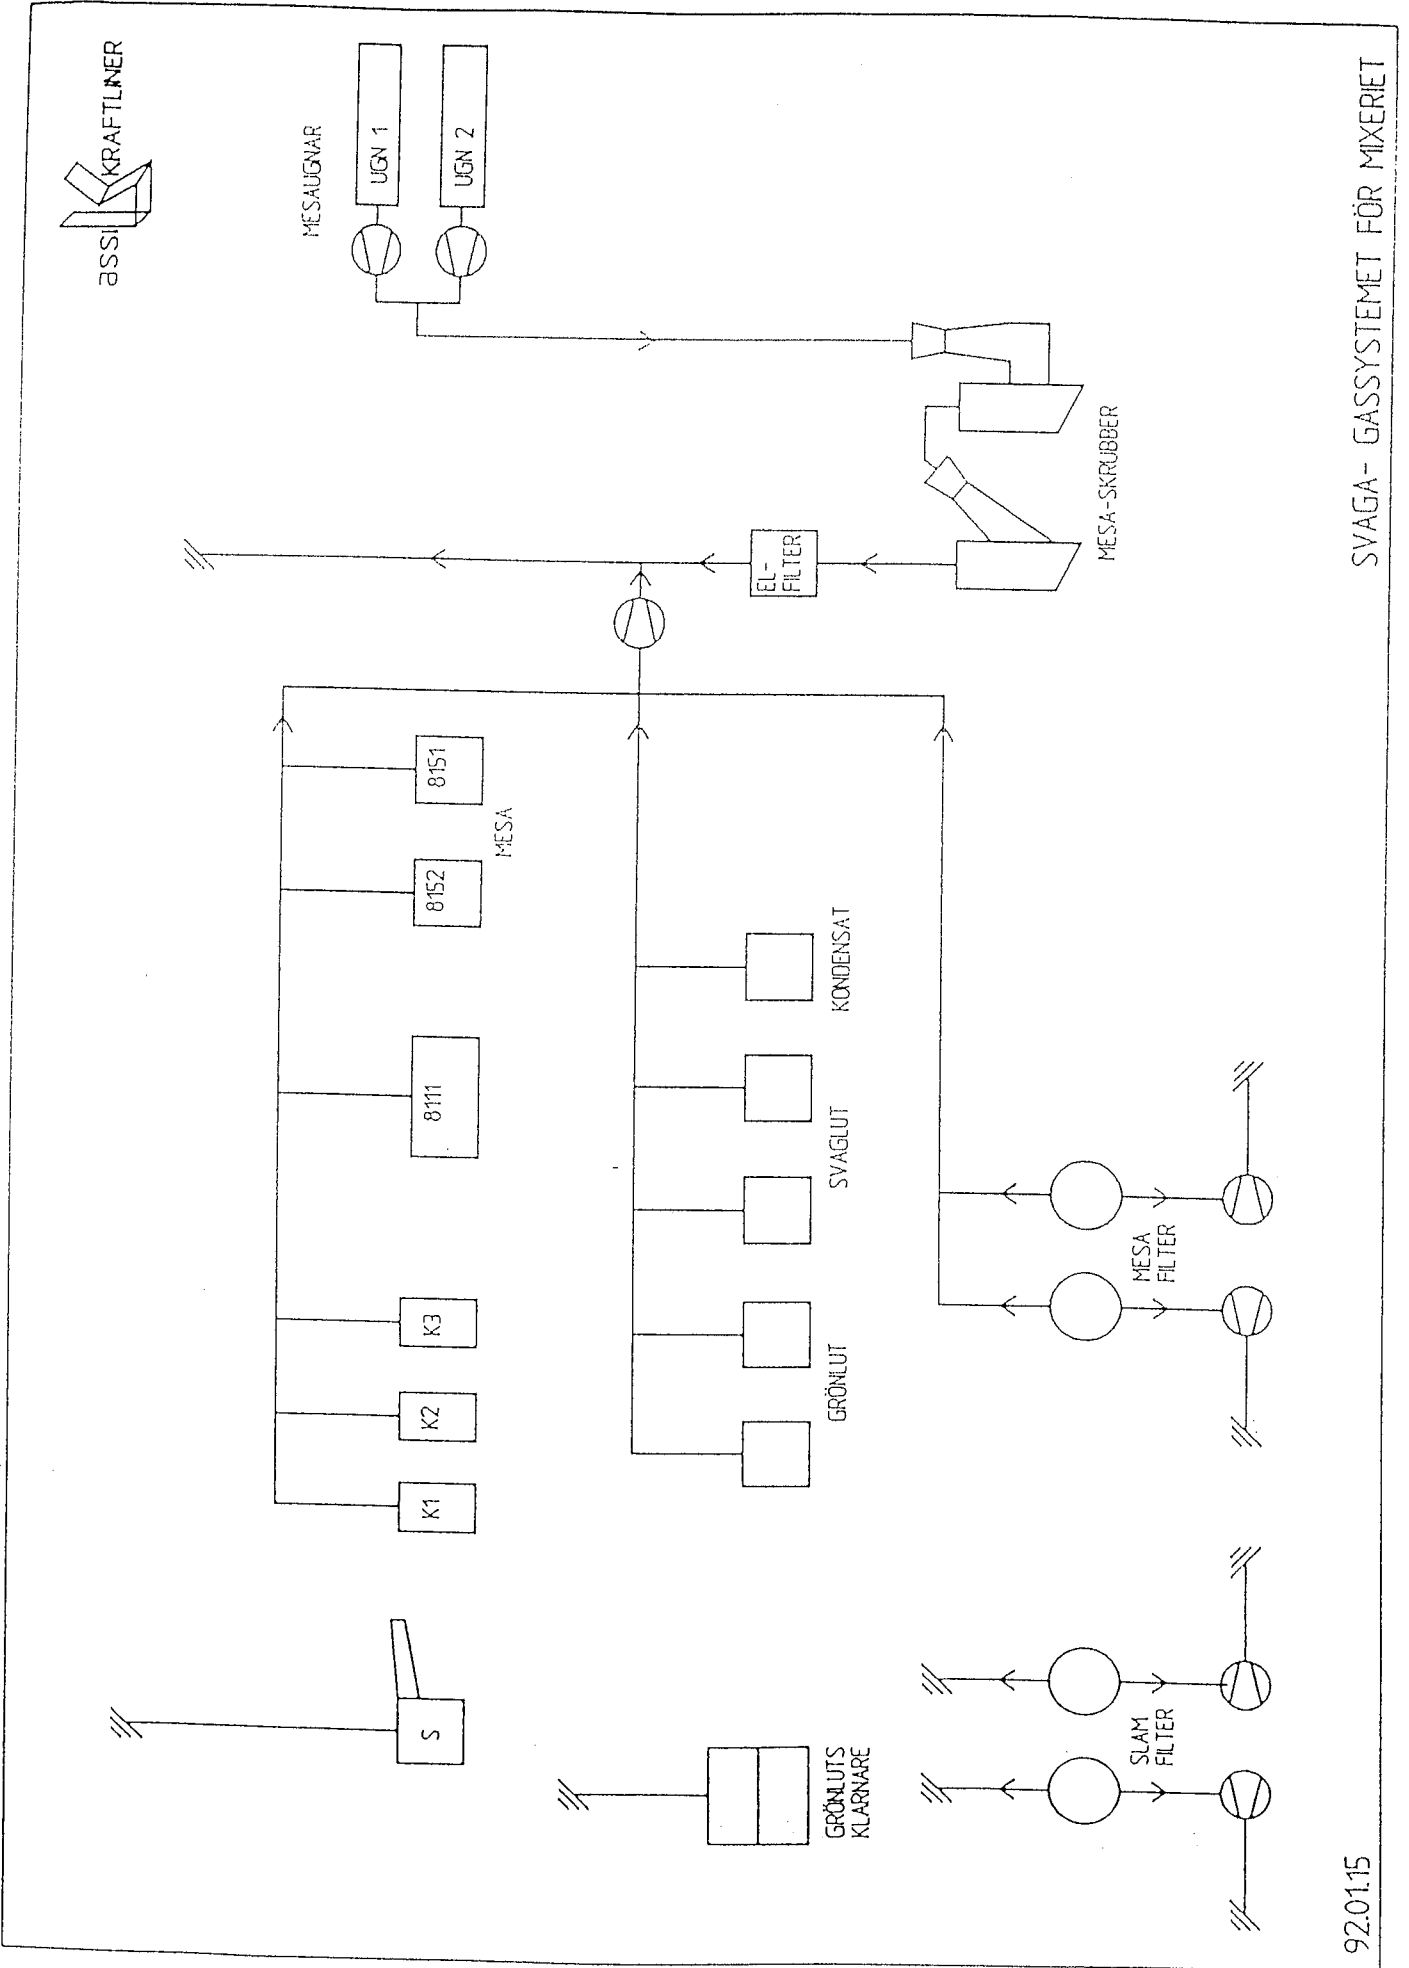 assi KRAFTLINER
MESAUGNAR
UGN 1
UGN 2
S
K1
K2
K3
8111
8152
8151
MESA
GRÖNLUTS
KLARNARE
GRÖNLUT
SVAGLUT
KONDENSAT
EL-
FILTER
MESA-SKRUBBER
SLAM
FILTER
MESA
FILTER
92.01.15
SVAGA- GASSYSTEMET FÖR MIXERIET